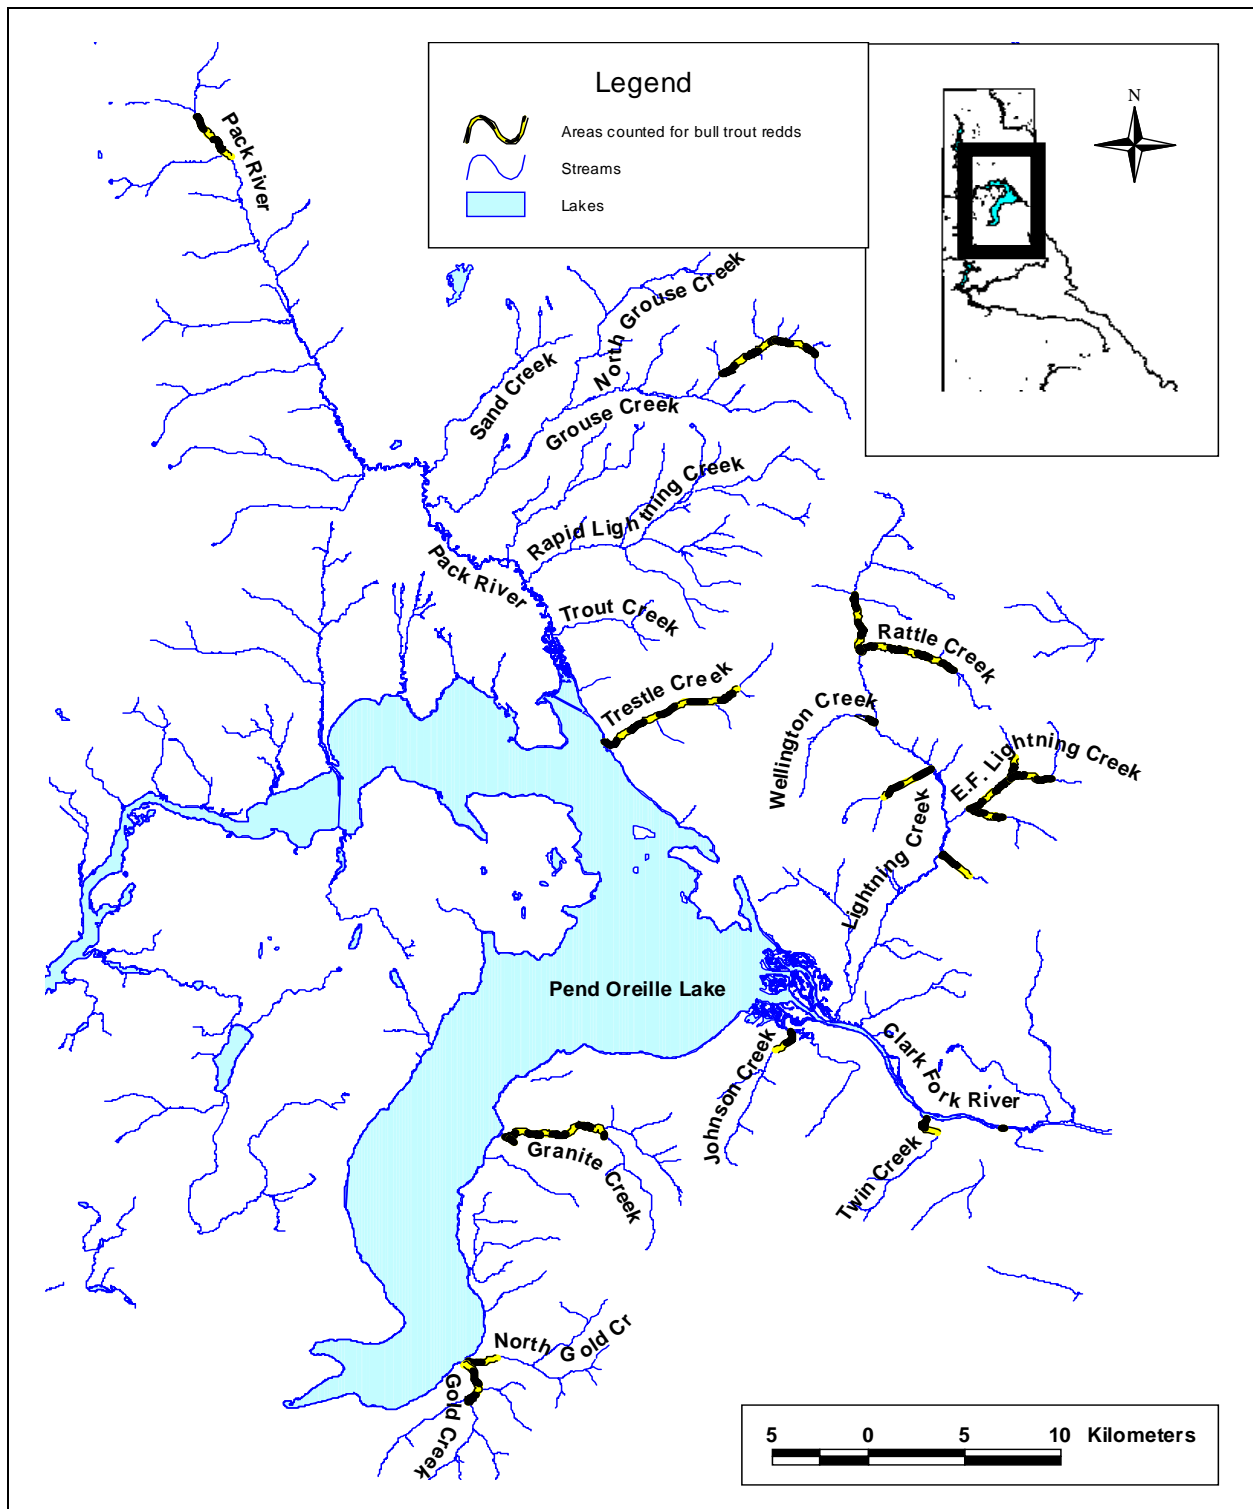 Legend
Areas counted for bull trout redds
Streams
Lakes
N
Pack River
North Grouse Creek
Sand Creek
Grouse Creek
Rapid Lightning Creek
Pack River
Trout Creek
Rattle Creek
Trestle Creek
Wellington Creek
E.F. Lightning Creek
Lightning Creek
Pend Oreille Lake
Johnson Creek
Clark Fork River
Granite Creek
Twin Creek
North Gold Cr
Gold Creek
5 0 5 10 Kilometers